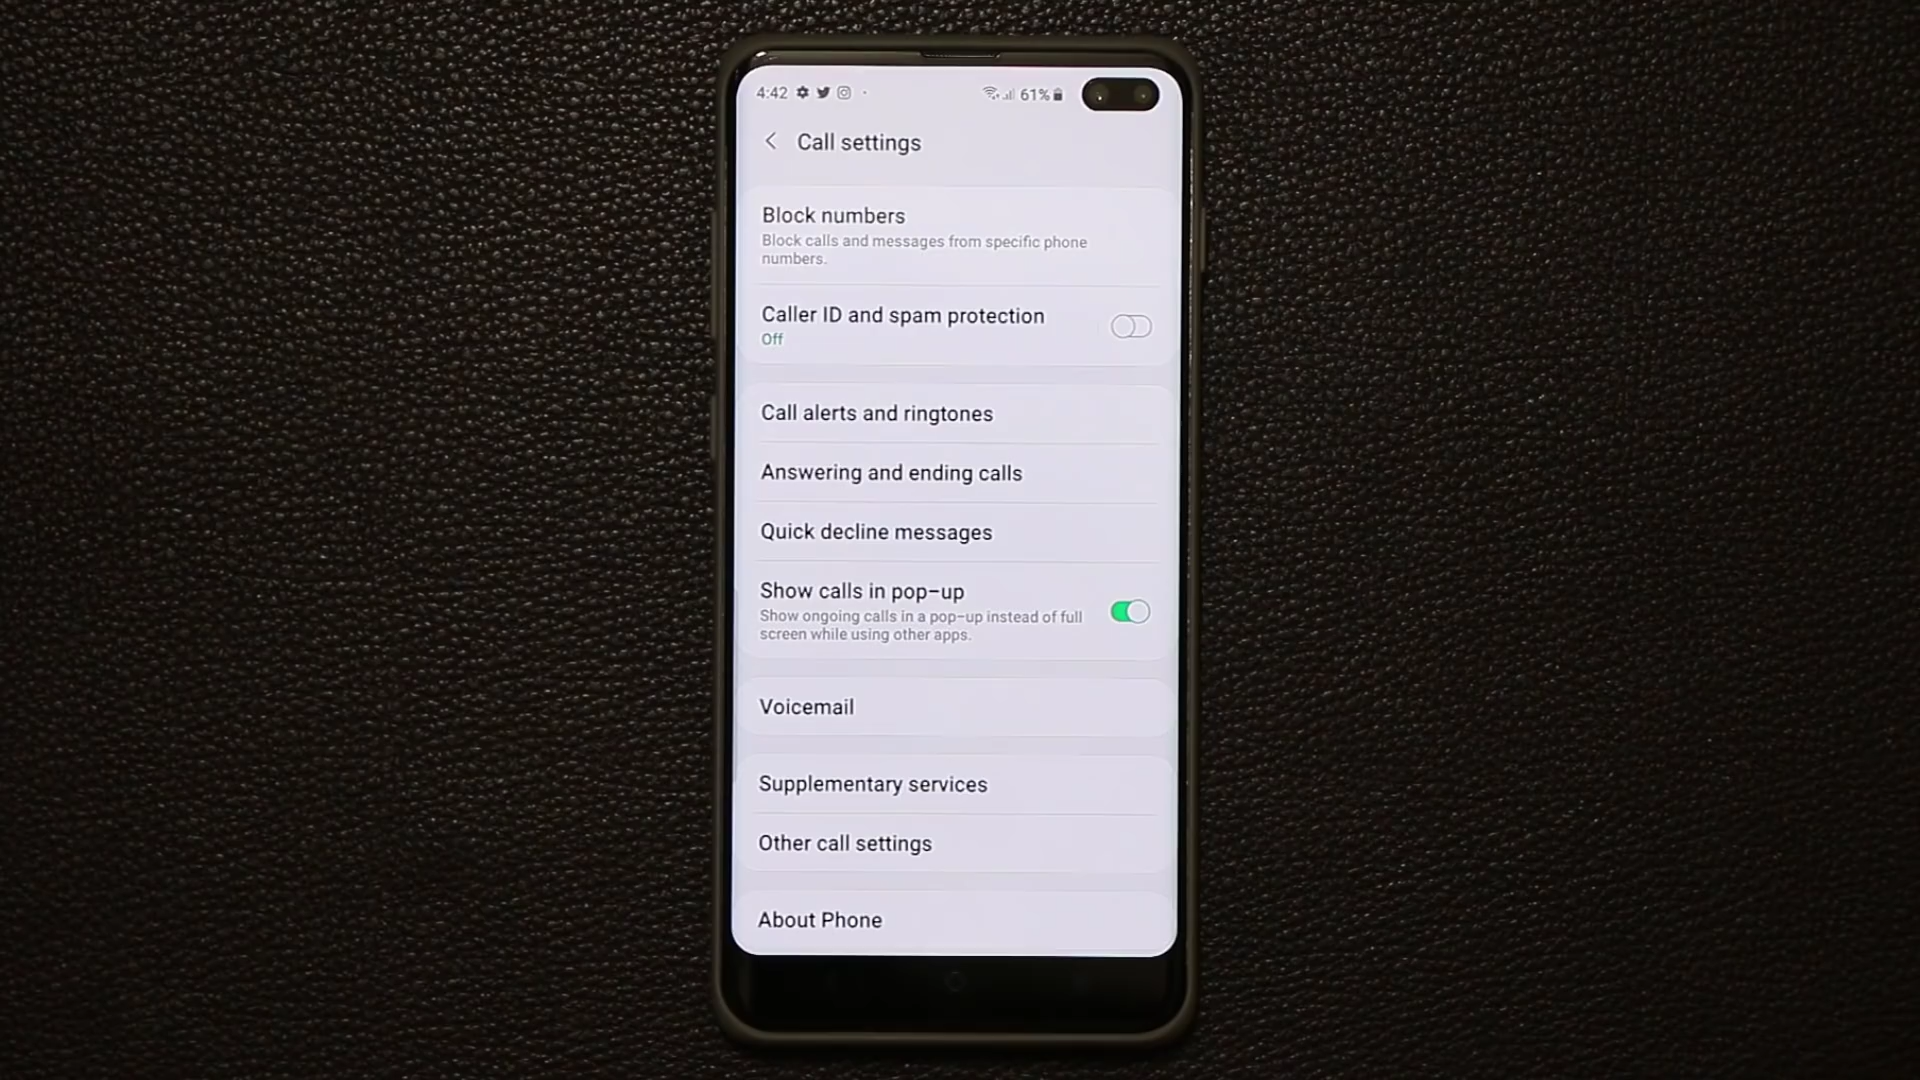 4:42 61%
Call settings
Block numbers
Block calls and messages from specific phone
numbers.
Caller ID and spam protection
Off
Call alerts and ringtones
Answering and ending calls
Quick decline messages
Show calls in pop-up
Show ongoing calls in a pop-up instead of full
screen while using other apps.
Voicemail
Supplementary services
Other call settings
About Phone